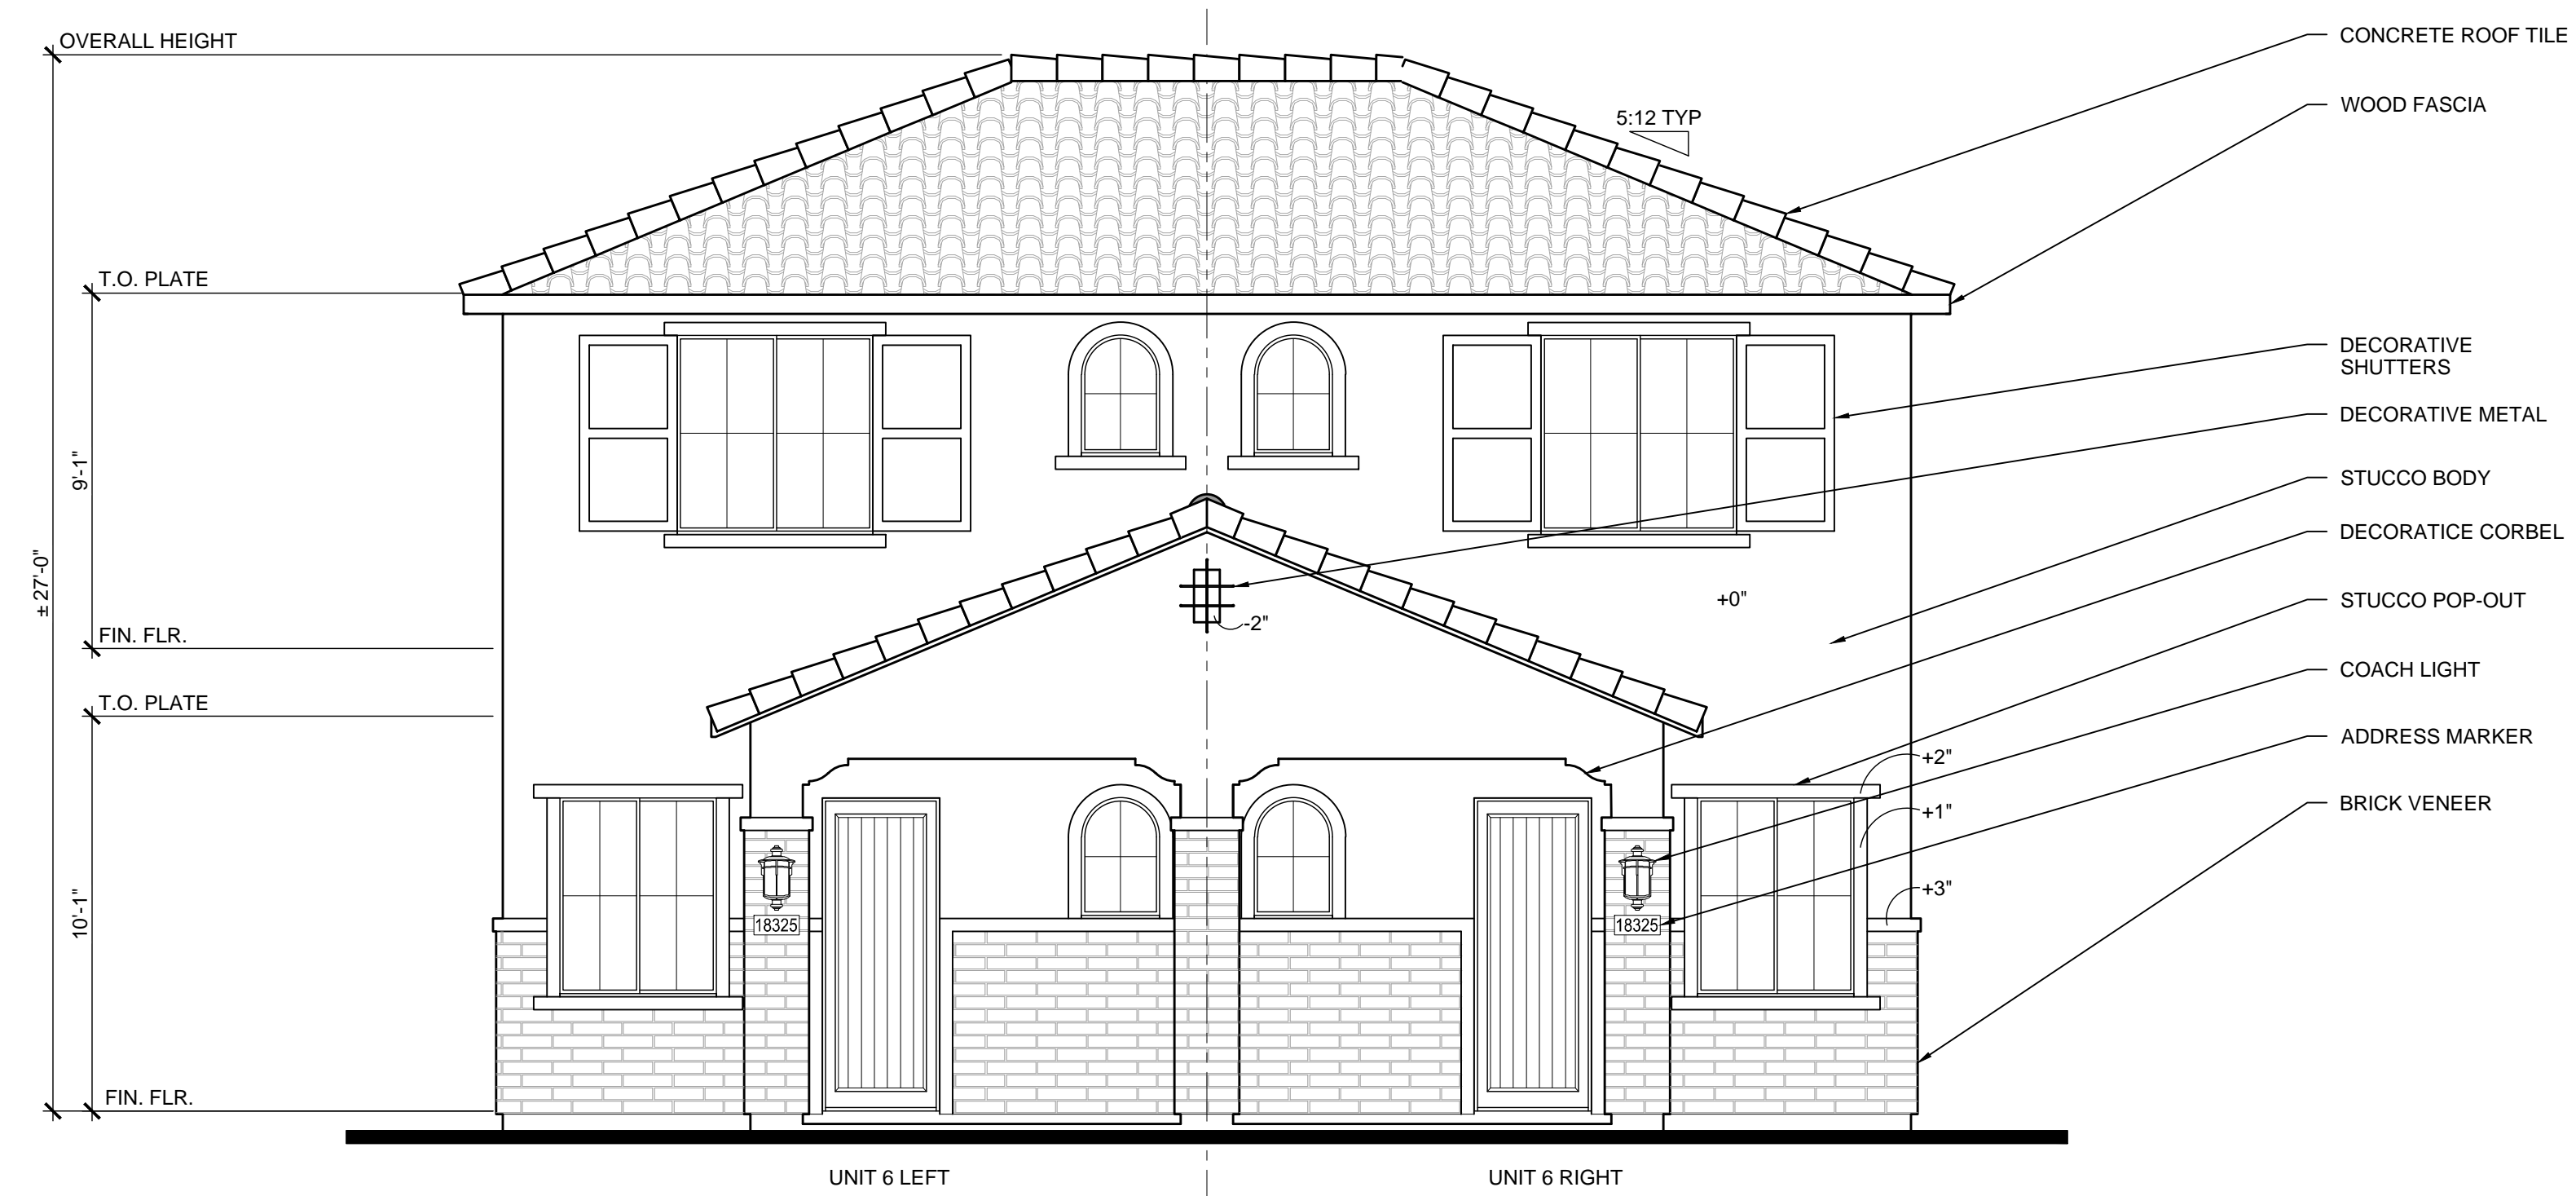 OVERALL HEIGHT
CONCRETE ROOF TILE
WOOD FASCIA
5:12 TYP
T.O. PLATE
DECORATIVE
SHUTTERS
DECORATIVE METAL
9'-1"
STUCCO BODY
DECORATICE CORBEL
±27'-0"
+0"
STUCCO POP-OUT
-2"
FIN. FLR.
COACH LIGHT
T.O. PLATE
ADDRESS MARKER
+2"
BRICK VENEER
+1"
+3"
10'-1"
18325
18325
FIN. FLR.
UNIT 6 LEFT
UNIT 6 RIGHT